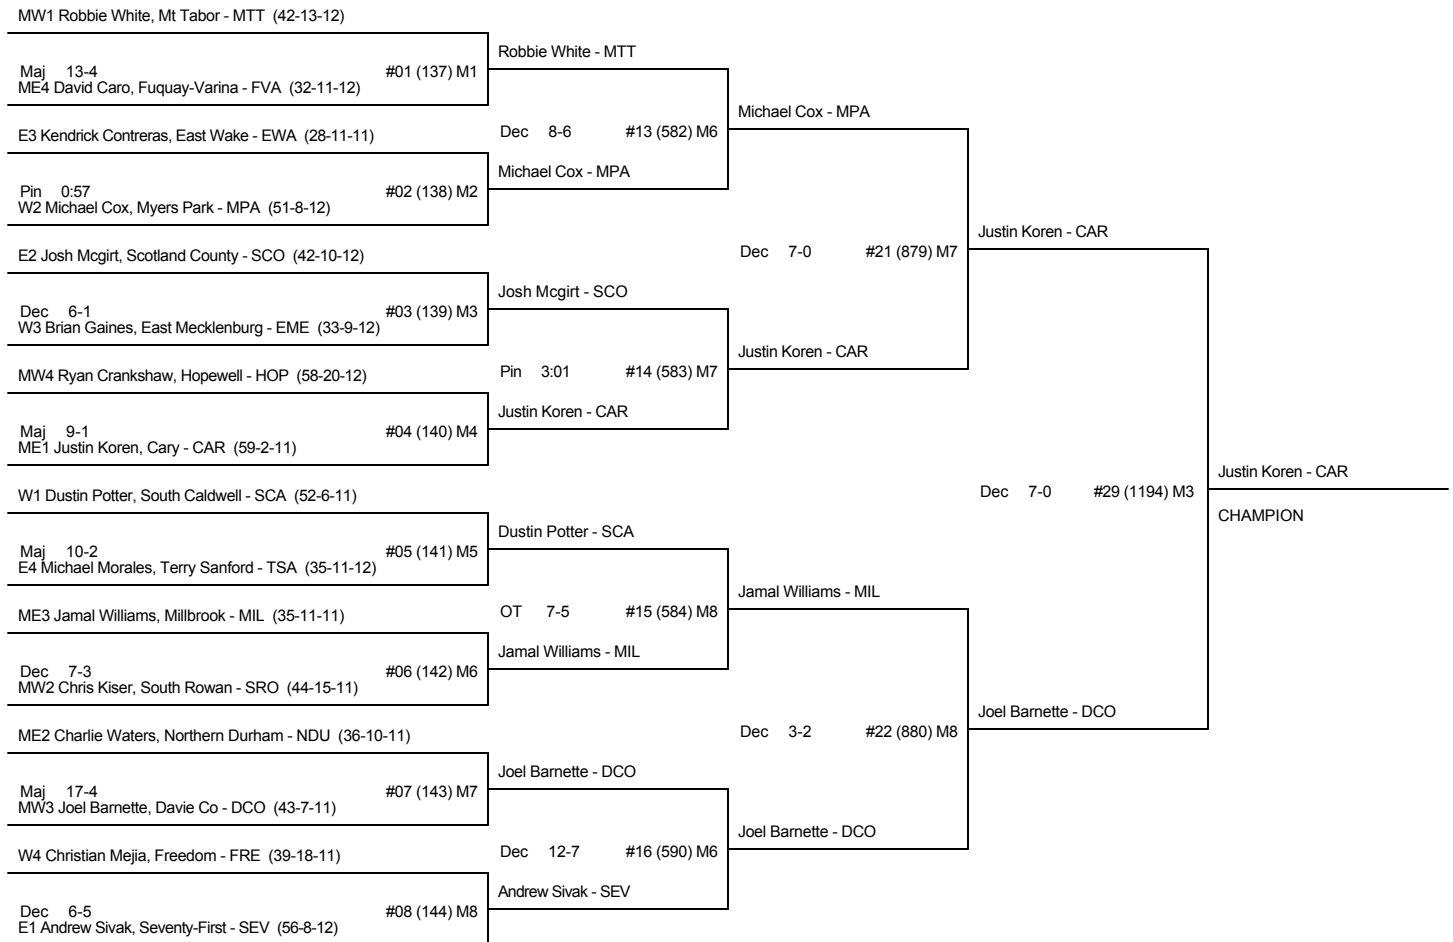 MW1 Robbie White, Mt Tabor - MTT (42-13-12)
Robbie White - MTT
Maj 13-4 #01 (137) M1
ME4 David Caro, Fuquay-Varina - FVA (32-11-12)
Michael Cox - MPA
E3 Kendrick Contreras, East Wake - EWA (28-11-11)
Dec 8-6 #13 (582) M6
Michael Cox - MPA
Pin 0:57 #02 (138) M2
W2 Michael Cox, Myers Park - MPA (51-8-12)
Justin Koren - CAR
E2 Josh Mcgirt, Scotland County - SCO (42-10-12)
Dec 7-0 #21 (879) M7
Josh Mcgirt - SCO
Dec 6-1 #03 (139) M3
W3 Brian Gaines, East Mecklenburg - EME (33-9-12)
Justin Koren - CAR
MW4 Ryan Crankshaw, Hopewell - HOP (58-20-12)
Pin 3:01 #14 (583) M7
Justin Koren - CAR
Maj 9-1 #04 (140) M4
ME1 Justin Koren, Cary - CAR (59-2-11)
Justin Koren - CAR
W1 Dustin Potter, South Caldwell - SCA (52-6-11)
Dec 7-0 #29 (1194) M3
CHAMPION
Dustin Potter - SCA
Maj 10-2 #05 (141) M5
E4 Michael Morales, Terry Sanford - TSA (35-11-12)
Jamal Williams - MIL
ME3 Jamal Williams, Millbrook - MIL (35-11-11)
OT 7-5 #15 (584) M8
Jamal Williams - MIL
Dec 7-3 #06 (142) M6
MW2 Chris Kiser, South Rowan - SRO (44-15-11)
Joel Barnette - DCO
ME2 Charlie Waters, Northern Durham - NDU (36-10-11)
Dec 3-2 #22 (880) M8
Joel Barnette - DCO
Maj 17-4 #07 (143) M7
MW3 Joel Barnette, Davie Co - DCO (43-7-11)
Joel Barnette - DCO
W4 Christian Mejia, Freedom - FRE (39-18-11)
Dec 12-7 #16 (590) M6
Andrew Sivak - SEV
Dec 6-5 #08 (144) M8
E1 Andrew Sivak, Seventy-First - SEV (56-8-12)